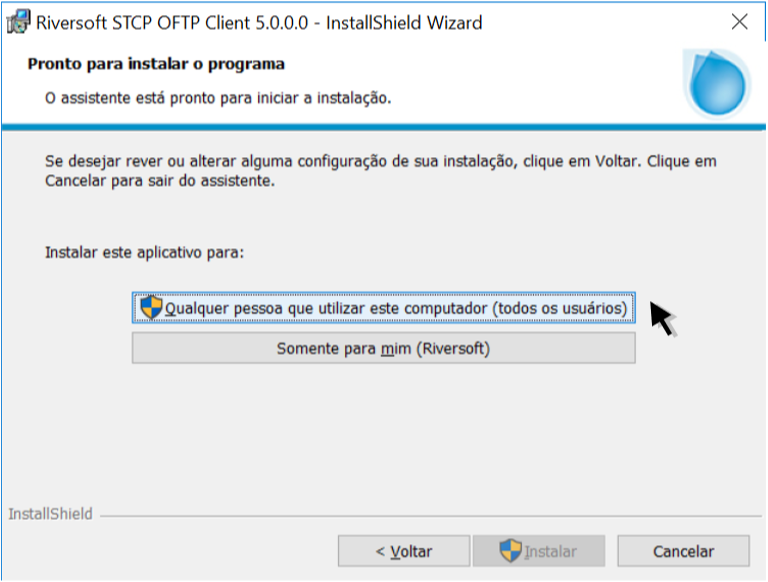 Riversoft STCP OFTP Client 5.0.0.0 - InstallShield Wizard
Pronto para instalar o programa
O assistente está pronto para iniciar a instalação.
Se desejar rever ou alterar alguma configuração de sua instalação, clique em Voltar. Clique em
Cancelar para sair do assistente.
Instalar este aplicativo para:
Qualquer pessoa que utilizar este computador (todos os usuários)
Somente para mim (Riversoft)
InstallShield
< Voltar
Instalar
Cancelar